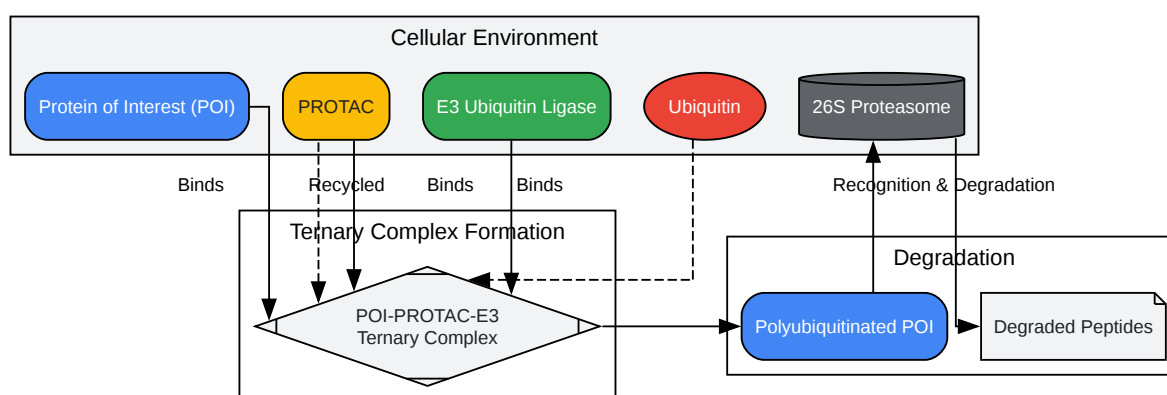 Cellular Environment
Protein of Interest (POI)
PROTAC
E3 Ubiquitin Ligase
Ubiquitin
26S Proteasome
Binds
Recycled
Binds
Binds
Recognition & Degradation
Ternary Complex Formation
Degradation
POI-PROTAC-E3
Ternary Complex
Polyubiquitinated POI
Degraded Peptides